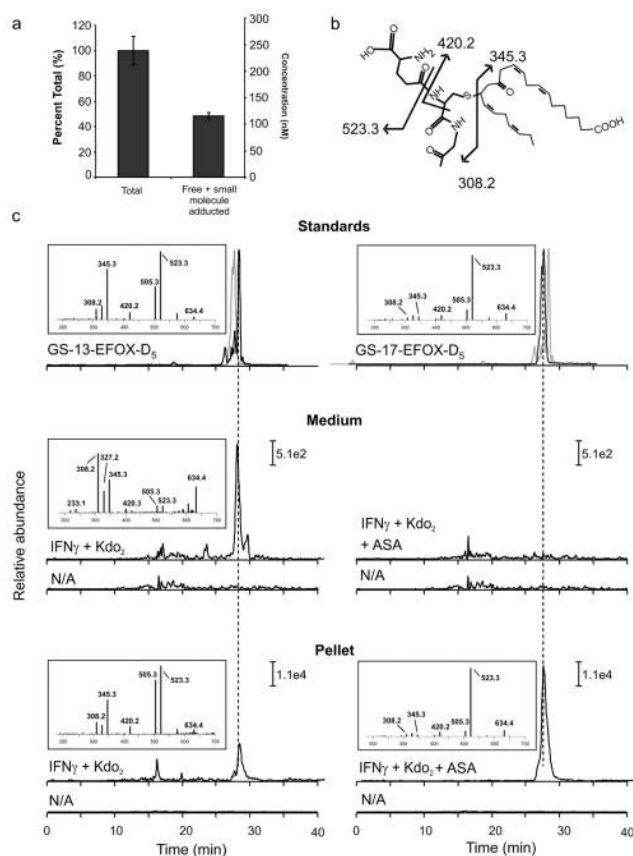 a
120
100
80
60
40
20
0
Percent Total (%)
300
250
200
150
100
50
0
Concentration (nM)
Total
Free + small
molecule
adducted
b
HO
O
NH2
420.2
345.3
O
NH
S
O
O
NH
O
COOH
523.3
308.2
c
Standards
345.3
523.3
308.2
420.2
505.3
634.4
GS-13-EFOX-D5
523.3
308.2
345.3
420.2
505.3
634.4
GS-17-EFOX-D5
Medium
308.2
327.2
345.3
634.4
233.1
420.3
505.3
523.3
5.1e2
IFNγ + Kdo2
N/A
5.1e2
IFNγ + Kdo2
+ ASA
N/A
Relative abundance
Pellet
505.3
523.3
345.3
308.2
420.2
634.4
1.1e4
IFNγ + Kdo2
N/A
523.3
308.2
345.3
420.2
505.3
634.4
1.1e4
IFNγ + Kdo2 + ASA
N/A
0 10 20 30 40
Time (min)
0 10 20 30 40
Time (min)